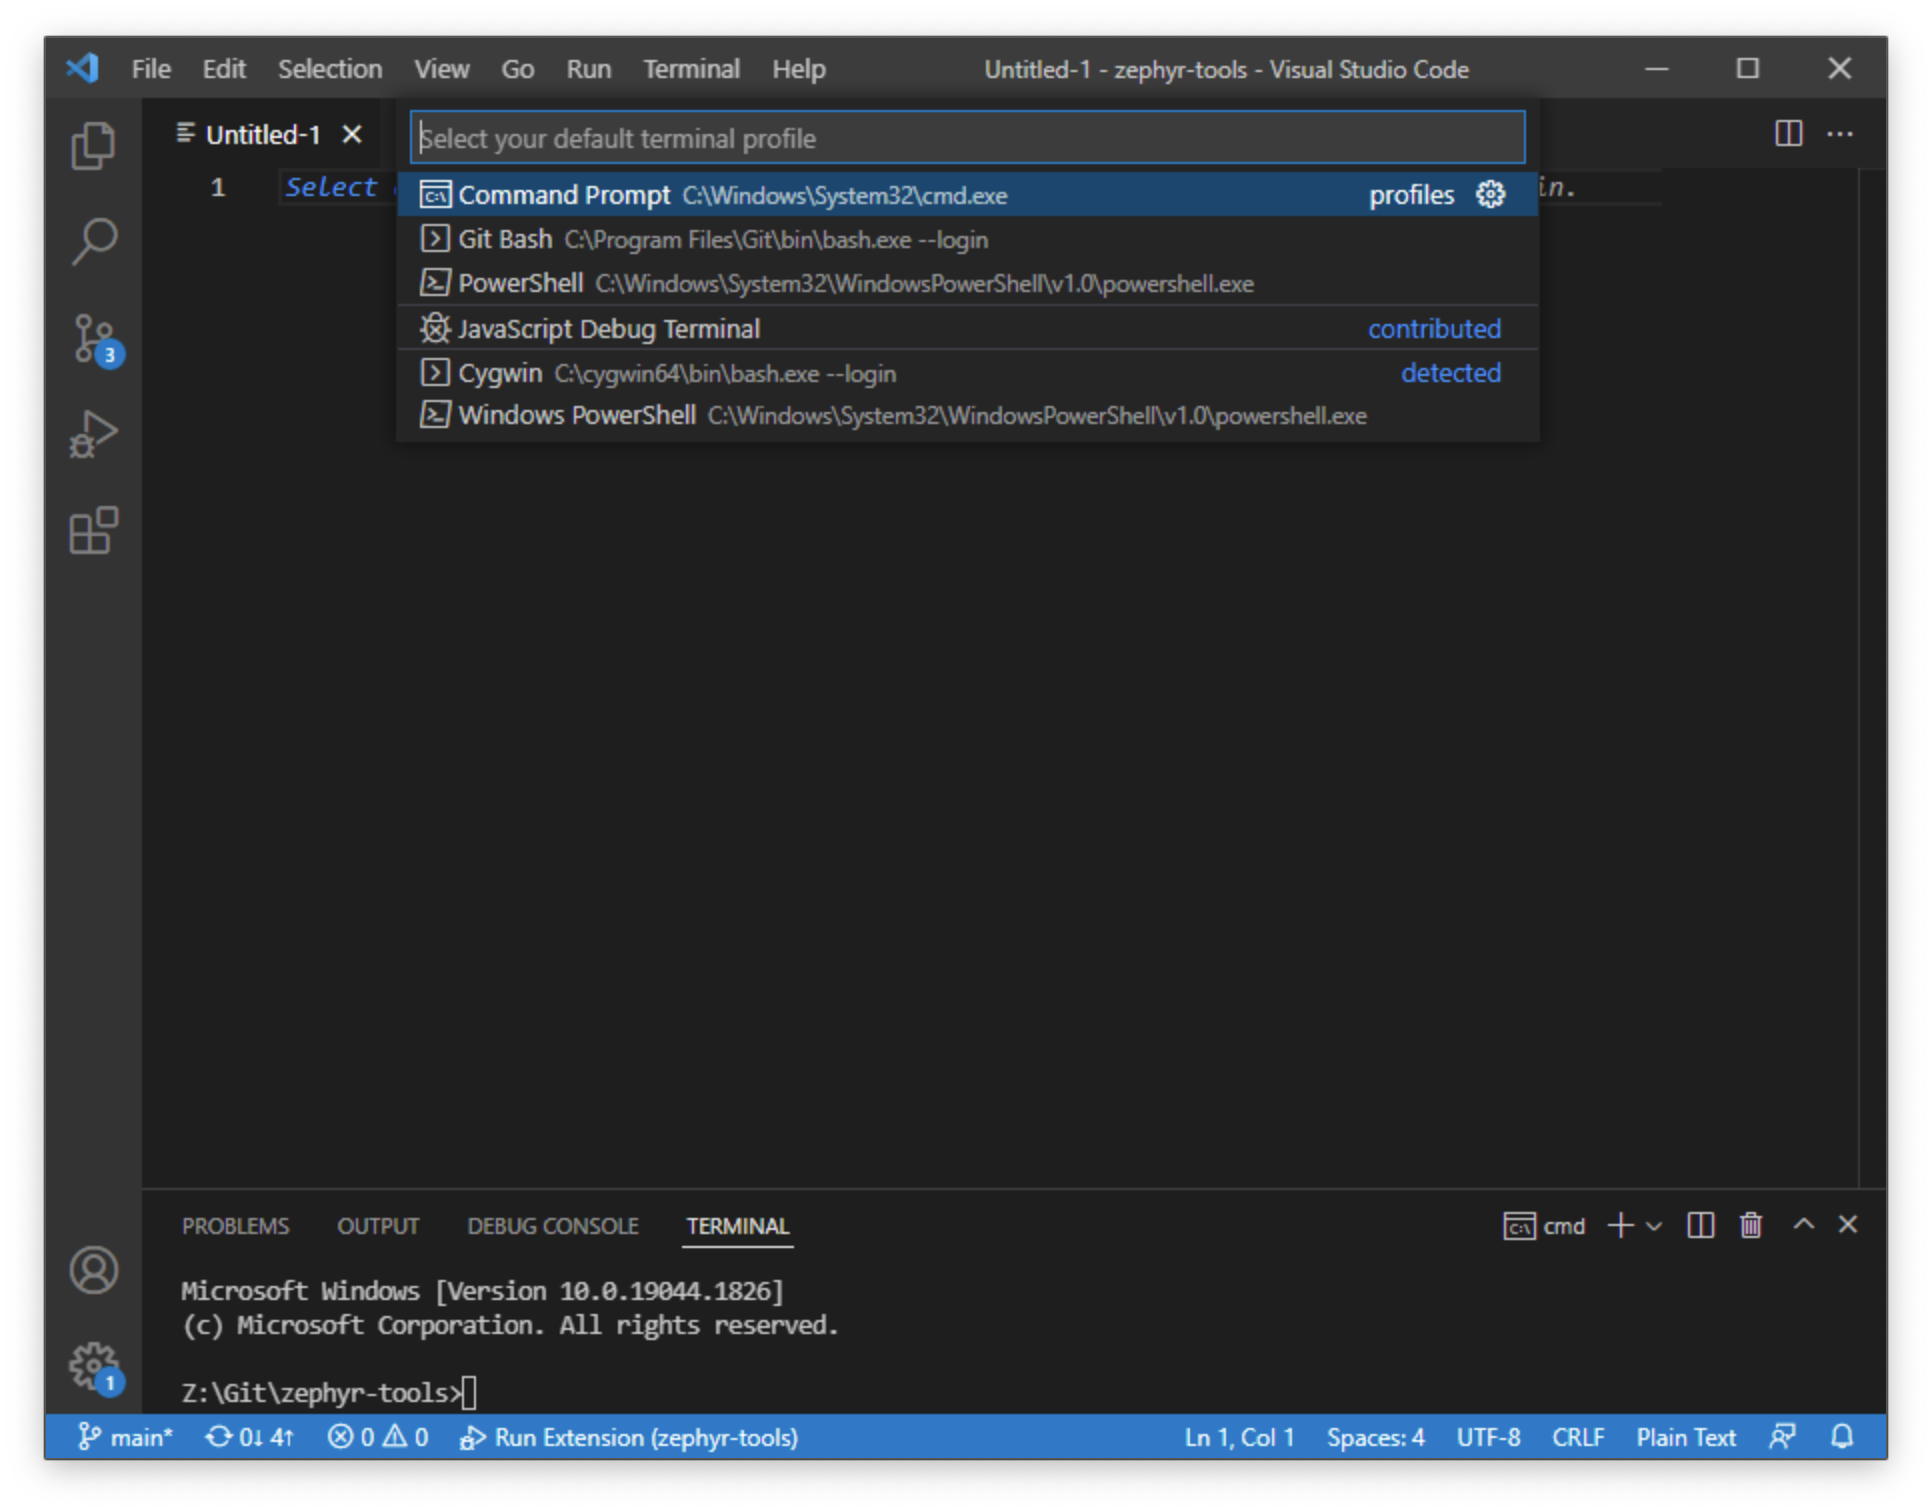 File Edit Selection View Go Run Terminal Help Untitled-1 - zephyr-tools - Visual Studio Code
Untitled-1
Select your default terminal profile
1 Select in.
Command Prompt C:\Windows\System32\cmd.exe profiles
Git Bash C:\Program Files\Git\bin\bash.exe --login
PowerShell C:\Windows\System32\WindowsPowerShell\v1.0\powershell.exe
JavaScript Debug Terminal contributed
Cygwin C:\cygwin64\bin\bash.exe --login detected
Windows PowerShell C:\Windows\System32\WindowsPowerShell\v1.0\powershell.exe
3
PROBLEMS OUTPUT DEBUG CONSOLE TERMINAL cmd
Microsoft Windows [Version 10.0.19044.1826]
(c) Microsoft Corporation. All rights reserved.
Z:\Git\zephyr-tools>
1
main* 0↓ 4↑ 0 0 Run Extension (zephyr-tools) Ln 1, Col 1 Spaces: 4 UTF-8 CRLF Plain Text